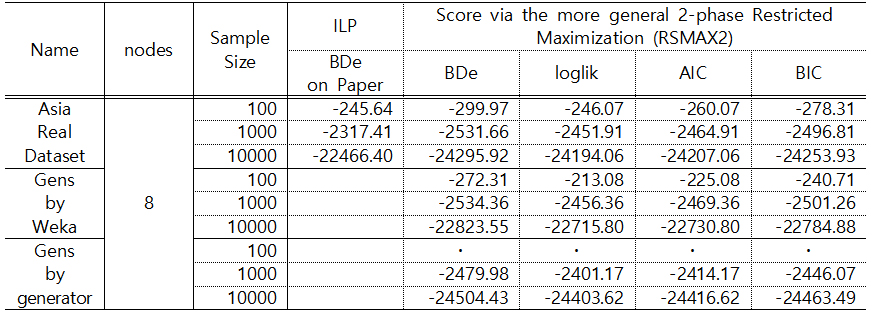 Name nodes Sample Size ILP Score via the more general 2-phase Restricted Maximization (RSMAX2)
BDe on Paper BDe loglik AIC BIC
Asia 100 -245.64 -299.97 -246.07 -260.07 -278.31
Real 1000 -2317.41 -2531.66 -2451.91 -2464.91 -2496.81
Dataset 10000 -22466.40 -24295.92 -24194.06 -24207.06 -24253.93
Gens 100 -272.31 -213.08 -225.08 -240.71
by 8 1000 -2534.36 -2456.36 -2469.36 -2501.26
Weka 10000 -22823.55 -22715.80 -22730.80 -22784.88
Gens 100 · · · ·
by 1000 -2479.98 -2401.17 -2414.17 -2446.07
generator 10000 -24504.43 -24403.62 -24416.62 -24463.49